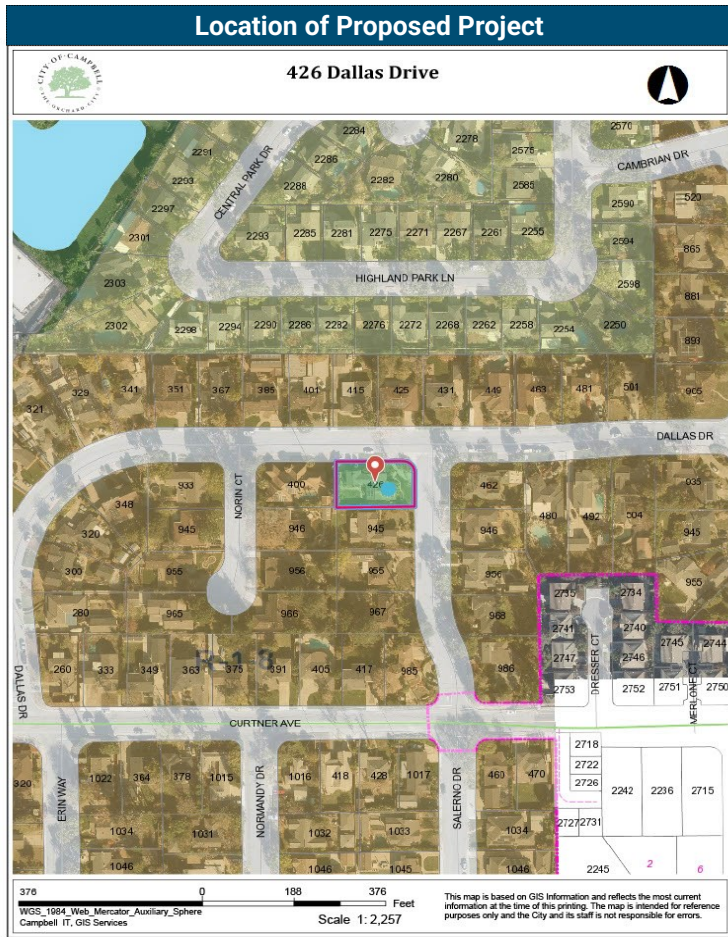 Location of Proposed Project
CITY OF CAMPBELL
THE ORCHARD CITY
426 Dallas Drive
2284 2278 2570
2291 2286 2575 CAMBRIAN DR
2293 CENTRAL PARK DR 2288 2282 2280 2585
2297 2590 520
2301 2293 2285 2281 2275 2271 2267 2261 2255 2594 865
2303 HIGHLAND PARK LN 2598 881
2302 2298 2294 2290 2286 2282 2276 2272 2268 2262 2258 2254 2250 893
321 329 341 351 367 385 401 415 425 431 449 463 481 501 905
DALLAS DR
933 NORIN CT 400 426 462 935
348 945 946 945 946 480 492 504 945
320
300 955 956 955 956 955
280 965 966 967 968 2735 2734
2741 2740 2745 2744
260 333 349 363 375 391 405 417 985 986 2747 2746
R-1-8
DALLAS DR 2753 DRESSER CT 2752 2751 MERLONE CT 2750
CURTNER AVE
2718
320 1022 364 378 1015 1016 418 428 1017 460 470 2722
ERIN WAY NORMANDY DR SALERNO DR 2726 2242 2236 2715
1034 1031 1032 1033 1034 2727 2731
1046 1046 1045 1046 2245 2 6
376 0 188 376 Feet
WGS_1984_Web_Mercator_Auxiliary_Sphere
Campbell IT, GIS Services
Scale 1: 2,257
This map is based on GIS Information and reflects the most current
information at the time of this printing. The map is intended for reference
purposes only and the City and its staff is not responsible for errors.